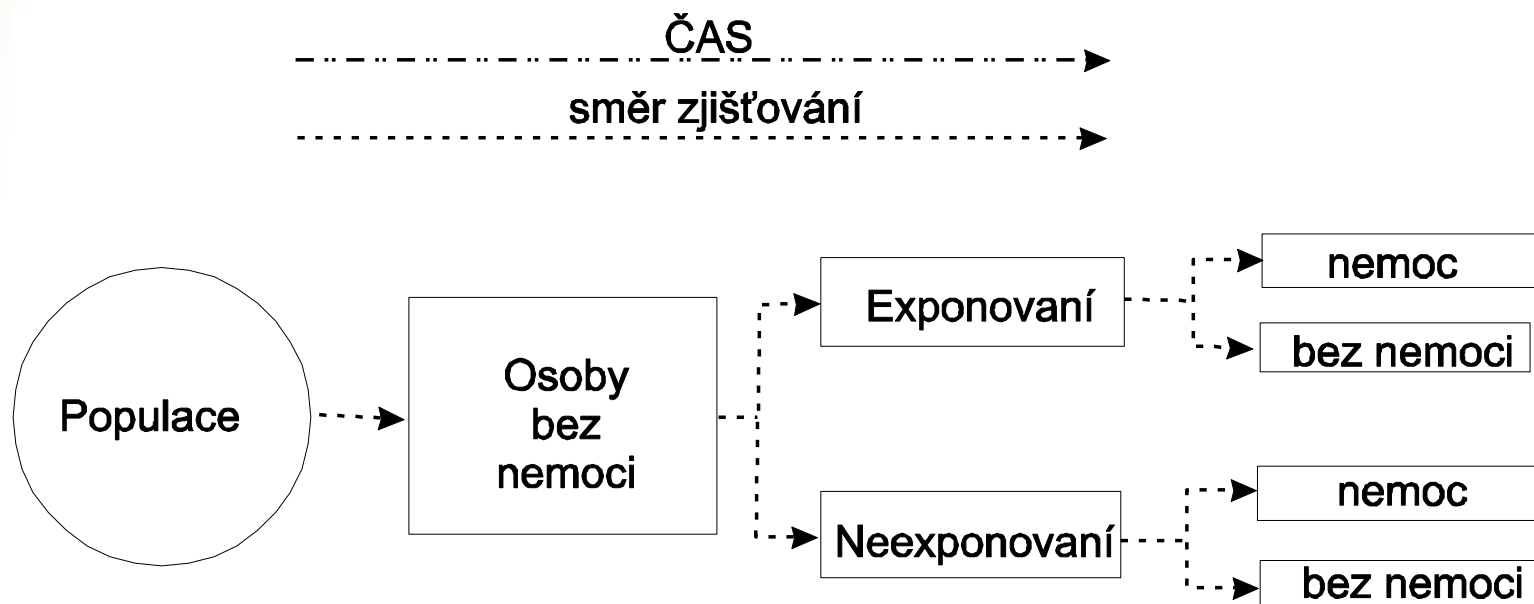 ČAS
směr zjišťování
Populace
Osoby
bez
nemoci
Exponovaní
nemoc
bez nemoci
Neexponovaní
nemoc
bez nemoci